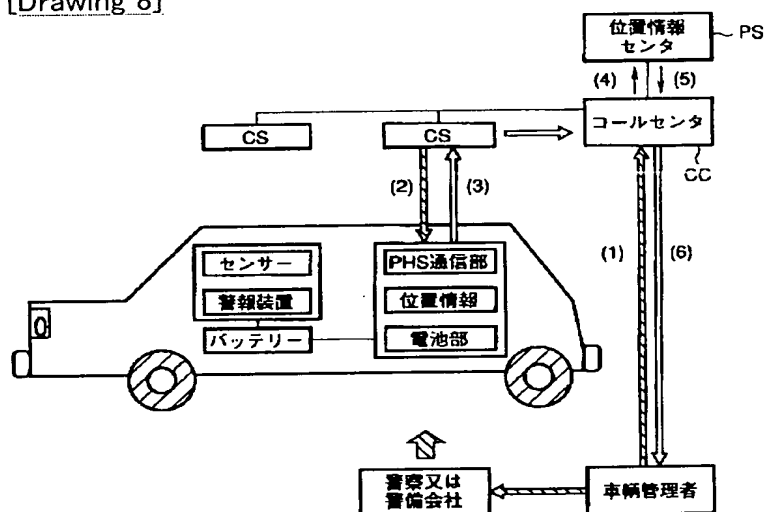 [Drawing 8]
位置情報
センタ
PS
(4)
(5)
コールセンタ
CC
CS
CS
(2)
(3)
(1)
(6)
センサー
警報装置
バッテリー
PHS通信部
位置情報
電池部
警察又は
警備会社
車輌管理者